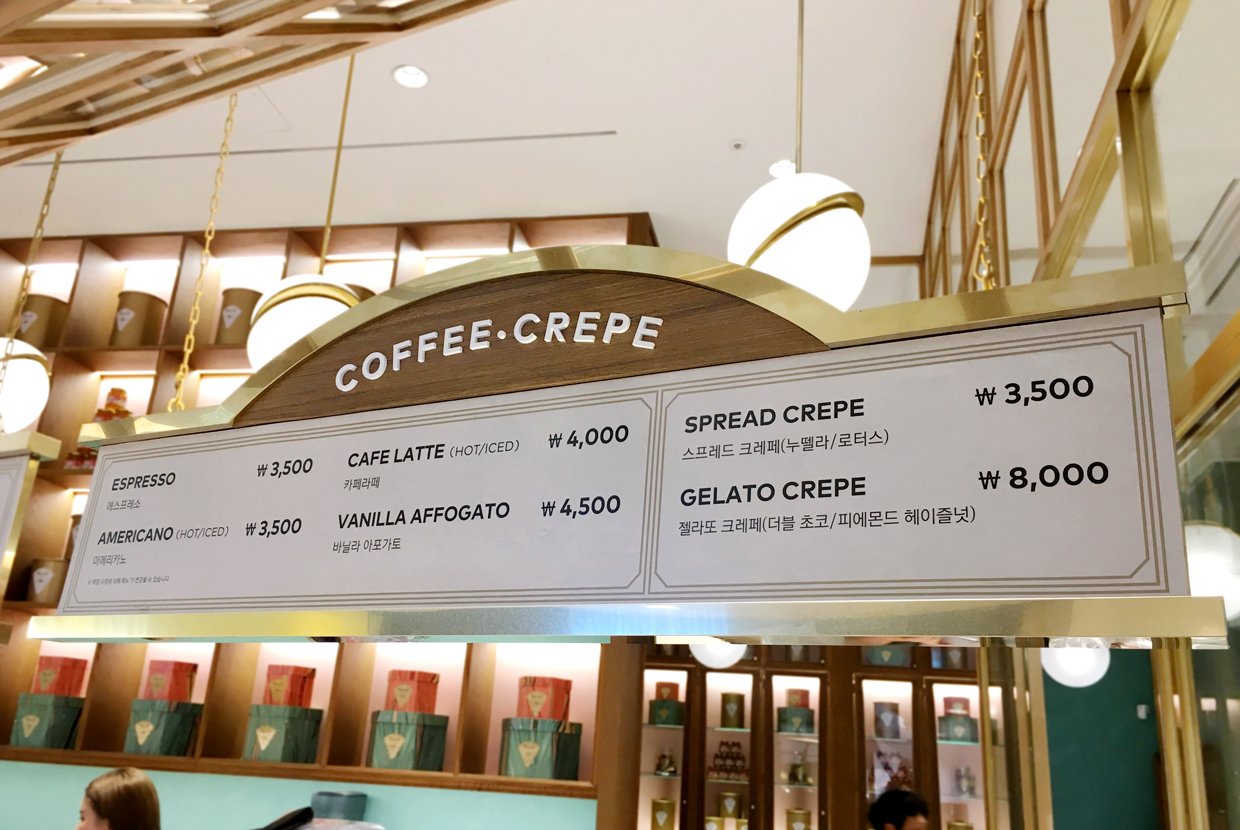 COFFEE·CREPE
ESPRESSO ₩ 3,500
에스프레소
AMERICANO (HOT/ICED) ₩ 3,500
아메리카노
CAFE LATTE (HOT/ICED) ₩ 4,000
카페라떼
VANILLA AFFOGATO ₩ 4,500
바닐라 아포가토
SPREAD CREPE ₩ 3,500
스프레드 크레페(누뗄라/로터스)
GELATO CREPE ₩ 8,000
젤라또 크레페(더블 초코/피에몬드 헤이즐넛)